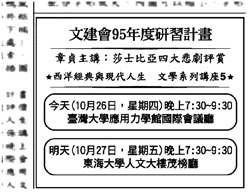 文建會95年度研習計畫
章貞主講：莎士比亞四大悲劇評賞
★西洋經典與現代人生　文學系列講座5★
今天(10月26日，星期四)晚上7:30~9:30
臺灣大學應用力學館國際會議廳
明天(10月27日，星期五)晚上7:30~9:30
東海大學人文大樓茂榜廳